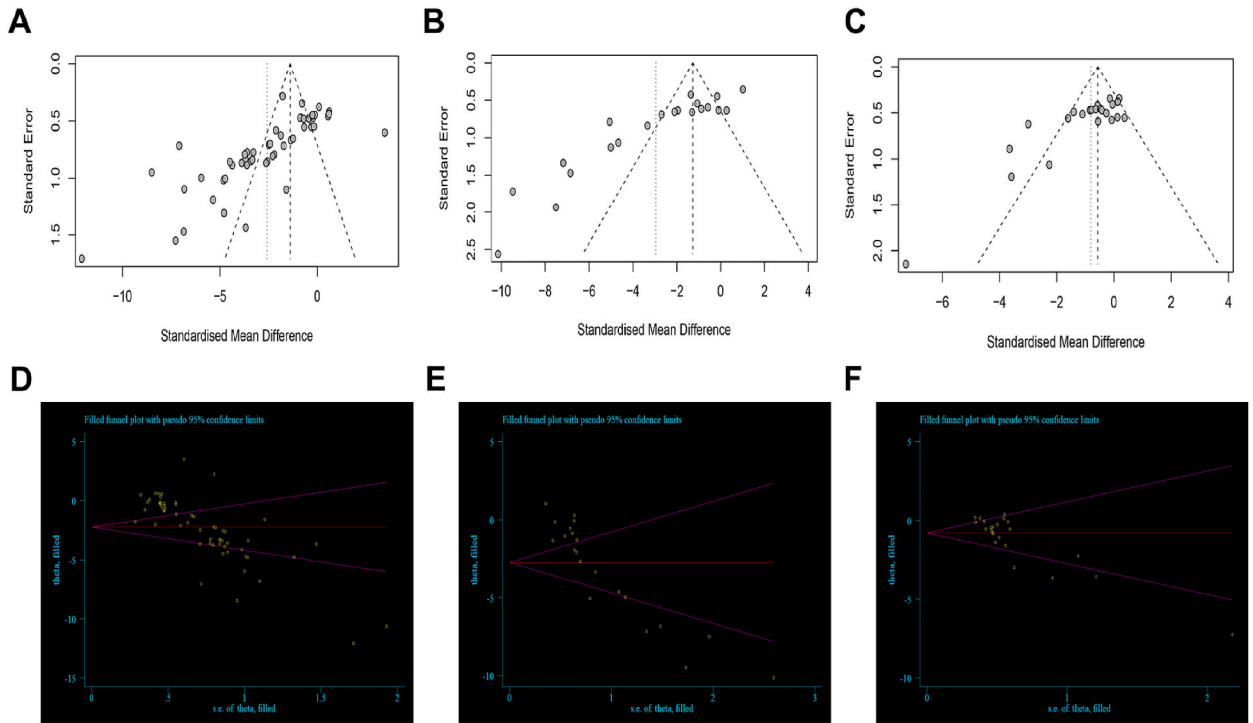 A
B
C
0.0
0.5
1.0
1.5
Standard Error
−10
−5
0
Standardised Mean Difference
0.0
0.5
1.0
1.5
2.0
2.5
Standard Error
−10
−8
−6
−4
−2
0
2
4
Standardised Mean Difference
0.0
0.5
1.0
1.5
2.0
Standard Error
−6
−4
−2
0
2
4
Standardised Mean Difference
D
E
F
Filled funnel plot with pseudo 95% confidence limits
theta, filled
5
0
-5
-10
-15
0
.5
1
1.5
2
s.e. of: theta, filled
Filled funnel plot with pseudo 95% confidence limits
theta, filled
5
0
-5
-10
0
1
2
3
s.e. of: theta, filled
Filled funnel plot with pseudo 95% confidence limits
theta, filled
5
0
-5
-10
0
1
2
s.e. of: theta, filled